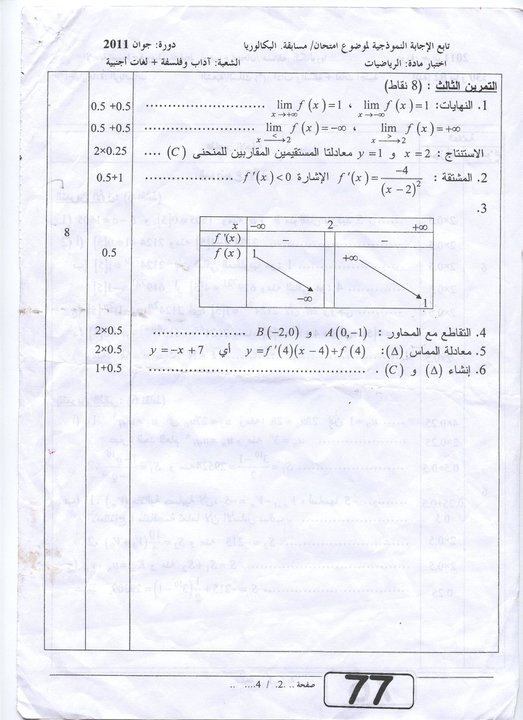 تابع الإجابة النموذجية لموضوع امتحان/ مسابقة. البكالوريا دورة: جوان 2011
اختبار مادة: الرياضيات الشعبة: آداب وفلسفة + لغات أجنبية
التمرين الثالث : (8 نقاط)
1. النهايات: lim f(x)=1 x→-∞ ، lim f(x)=1 x→+∞ .................... 0.5+0.5
lim f(x)=+∞ x→2 > ، lim f(x)=-∞ x→2 < .................... 0.5+0.5
الاستنتاج : x=2 و y=1 معادلتا المستقيمين المقاربين للمنحنى (C) .... 2×0.25
2. المشتقة : f'(x)=-4/(x-2)² الإشارة f'(x)<0 .................... 0.5+1
3.
x -∞ 2 +∞
f'(x) – –
f(x) 1 -∞ +∞ 1
0.5
8
4. التقاطع مع المحاور : A(0,-1) و B(-2,0) .................... 2×0.5
5. معادلة المماس (Δ): y=f'(4)(x-4)+f(4) أي y=-x+7 2×0.5
6. إنشاء (Δ) و (C) . .................... 1+0.5
صفحة .. 2. / 4.... ..
77